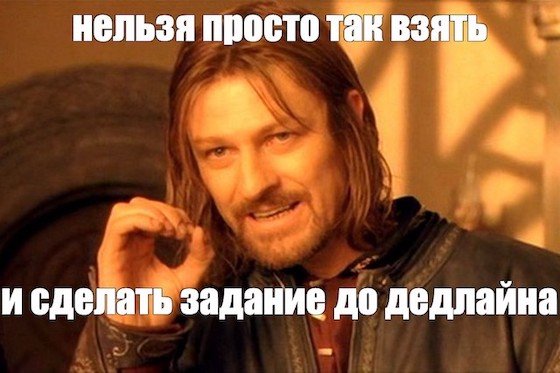 нельзя просто так взять
и сделать задание до дедлайна